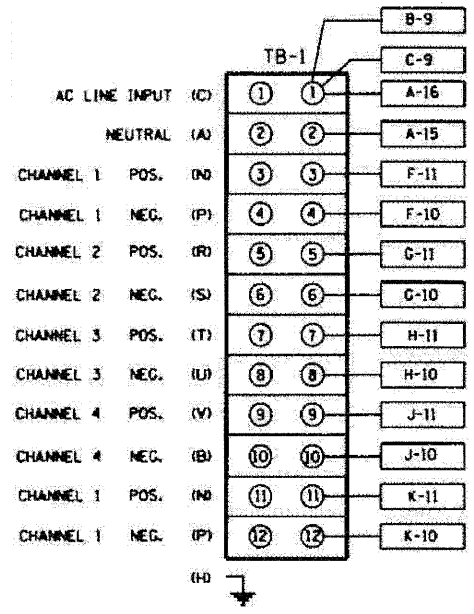 B-9
TB-1
C-9
AC LINE INPUT (C) 1 1 A-16
NEUTRAL (A) 2 2 A-15
CHANNEL 1 POS. (N) 3 3 F-11
CHANNEL 1 NEG. (P) 4 4 F-10
CHANNEL 2 POS. (R) 5 5 G-11
CHANNEL 2 NEG. (S) 6 6 G-10
CHANNEL 3 POS. (T) 7 7 H-11
CHANNEL 3 NEG. (U) 8 8 H-10
CHANNEL 4 POS. (V) 9 9 J-11
CHANNEL 4 NEG. (B) 10 10 J-10
CHANNEL 1 POS. (N) 11 11 K-11
CHANNEL 1 NEG. (P) 12 12 K-10
(H)